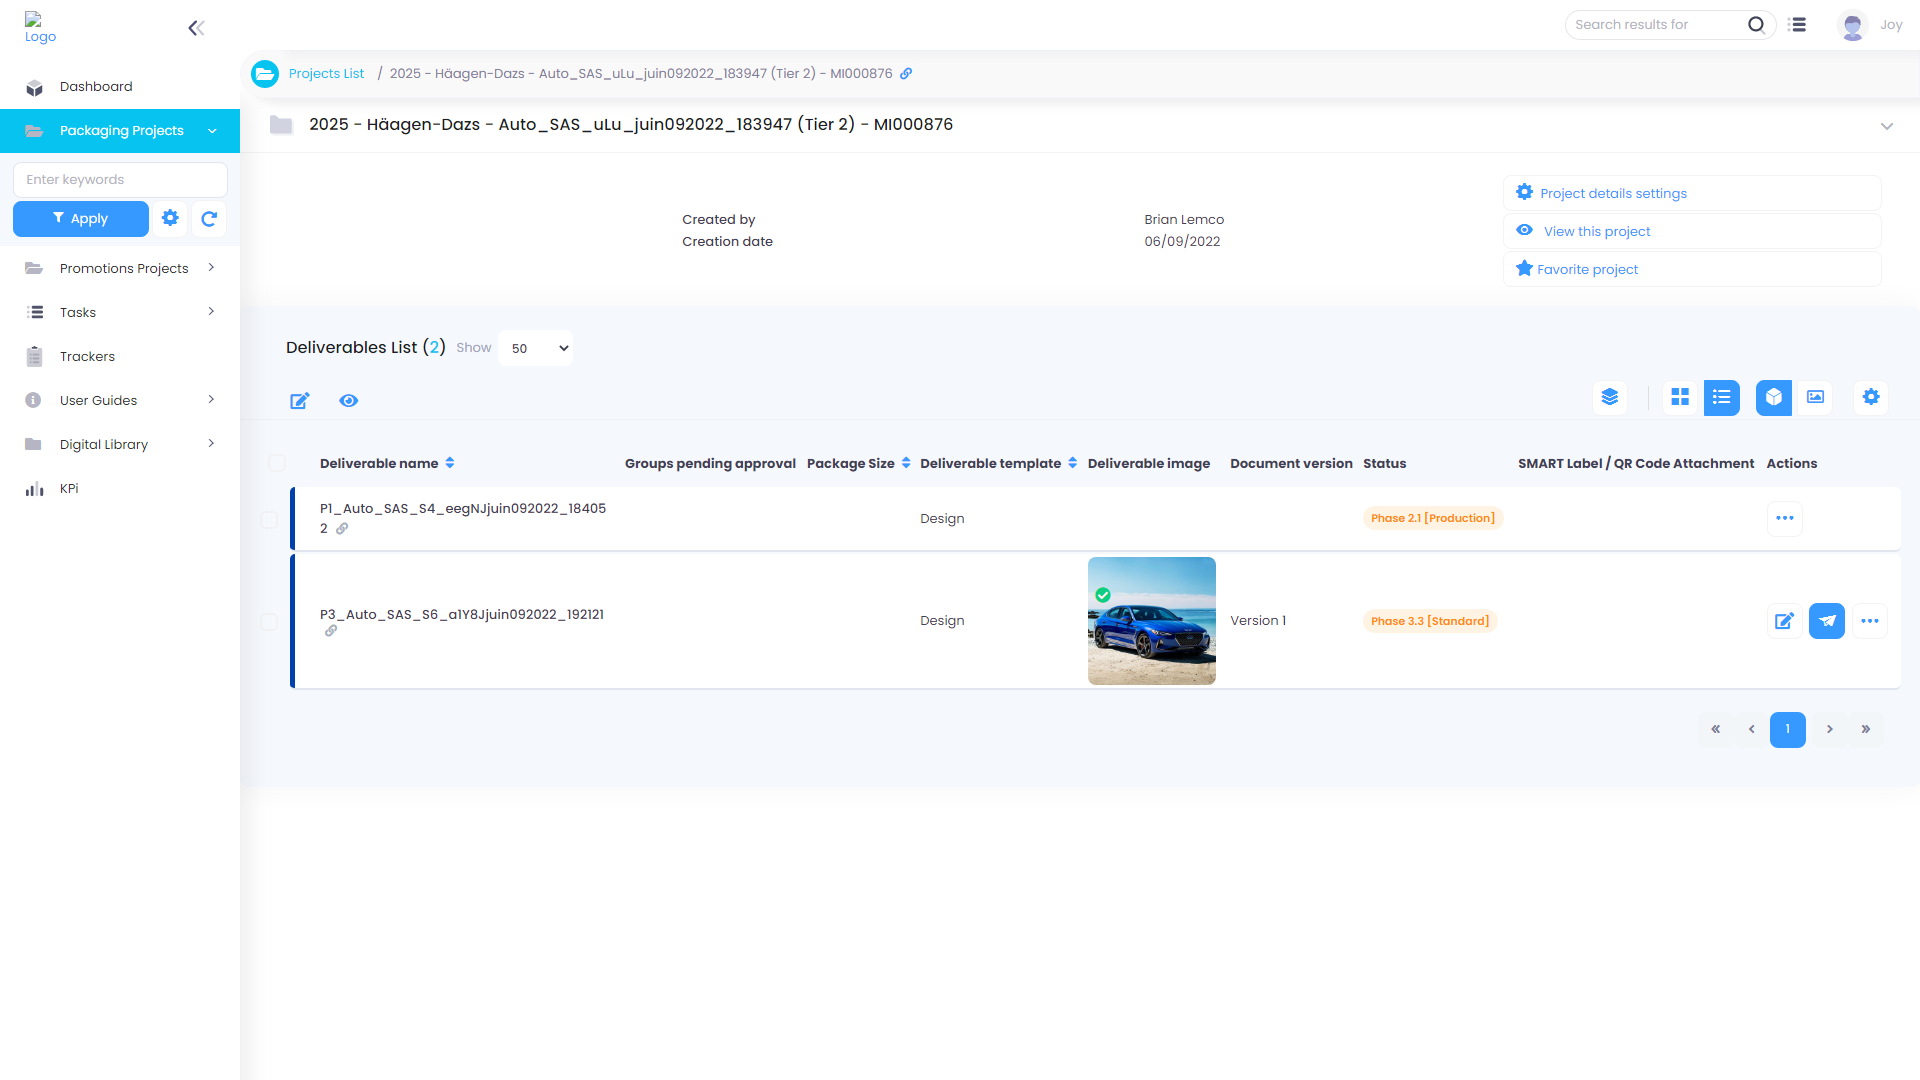 Logo
Search results for
Joy
Dashboard
Packaging Projects
Enter keywords
Apply
Promotions Projects
Tasks
Trackers
User Guides
Digital Library
KPi
Projects List / 2025 - Häagen-Dazs - Auto_SAS_uLu_juin092022_183947 (Tier 2) - MI000876
2025 - Häagen-Dazs - Auto_SAS_uLu_juin092022_183947 (Tier 2) - MI000876
Created by Brian Lemco
Creation date 06/09/2022
Project details settings
View this project
Favorite project
Deliverables List (2) Show 50
Deliverable name Groups pending approval Package Size Deliverable template Deliverable image Document version Status SMART Label / QR Code Attachment Actions
P1_Auto_SAS_S4_eegNJjuin092022_18405
2
Design
Phase 2.1 [Production]
P3_Auto_SAS_S6_a1Y8Jjuin092022_192121
Design
Version 1
Phase 3.3 [Standard]
« ‹ 1 › »